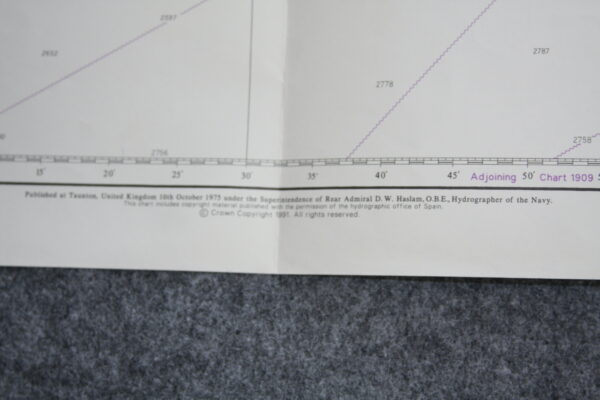 2697
2652
2787
2778
2758
2756
15' 20' 25' 30' 35' 40' 45' Adjoining 50' Chart 1909
Published at Taunton, United Kingdom 10th October 1975 under the Superintendence of Rear Admiral D. W. Haslam, O.B.E., Hydrographer of the Navy.
This chart includes copyright material published with the permission of the hydrographic office of Spain.
© Crown Copyright 1991. All rights reserved.